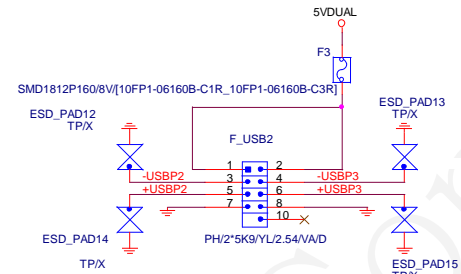 5VDUAL
F3
SMD1812P160/8V/[10FP1-06160B-C1R_10FP1-06160B-C3R]
ESD_PAD12
TP/X
ESD_PAD13
TP/X
F_USB2
1 2
-USBP2 3 4 -USBP3
+USBP2 5 6 +USBP3
7 8
10
ESD_PAD14
TP/X
PH/2*5K9/YL/2.54/VA/D
ESD_PAD15
TP/X